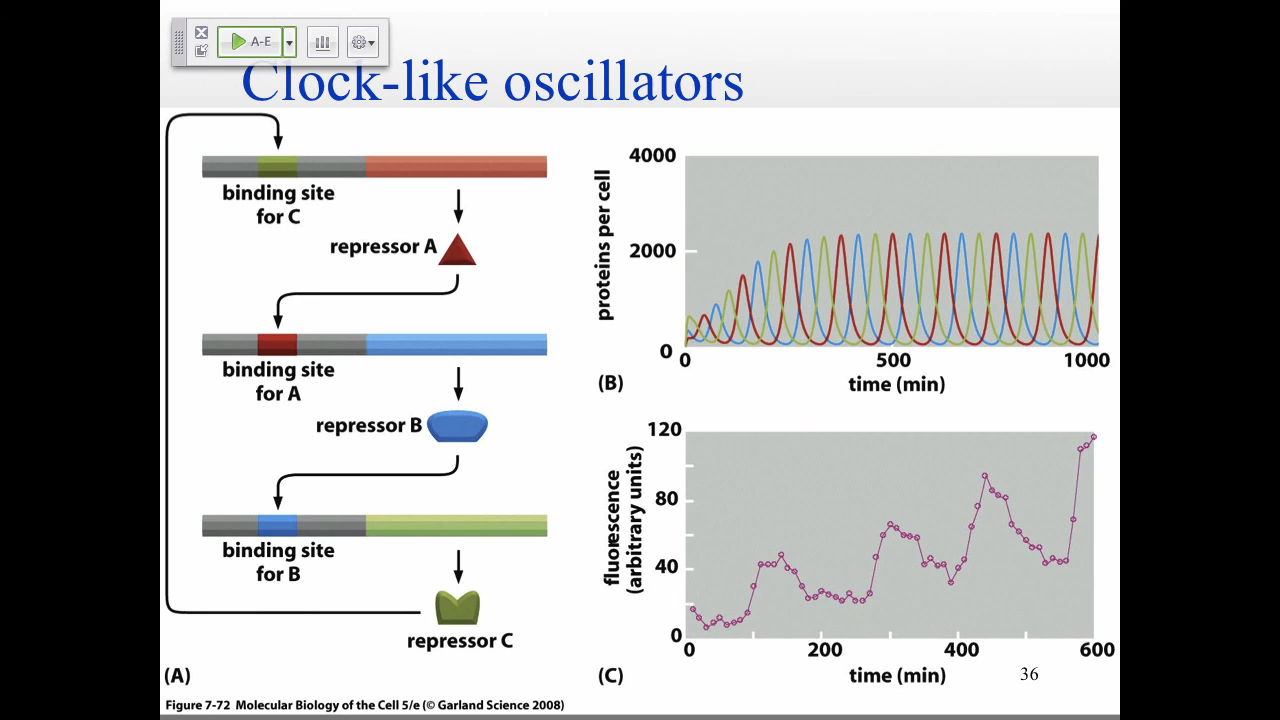 A-E
Clock-like oscillators
binding site
for C
repressor A
binding site
for A
repressor B
binding site
for B
repressor C
(A)
4000
2000
0
proteins per cell
0
500
1000
time (min)
(B)
120
80
40
0
fluorescence
(arbitrary units)
0
200
400
600
time (min)
(C)
36
Figure 7-72 Molecular Biology of the Cell 5/e (© Garland Science 2008)